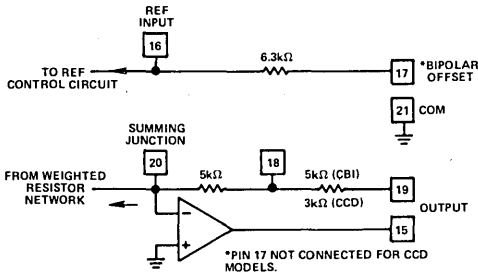 REF
INPUT
16
6.3kΩ
TO REF
CONTROL CIRCUIT
17
*BIPOLAR
OFFSET
21
COM
SUMMING
JUNCTION
20
18
FROM WEIGHTED
RESISTOR
NETWORK
5kΩ
5kΩ (CBI)
3kΩ (CCD)
19
OUTPUT
15
−
+
*PIN 17 NOT CONNECTED FOR CCD
MODELS.